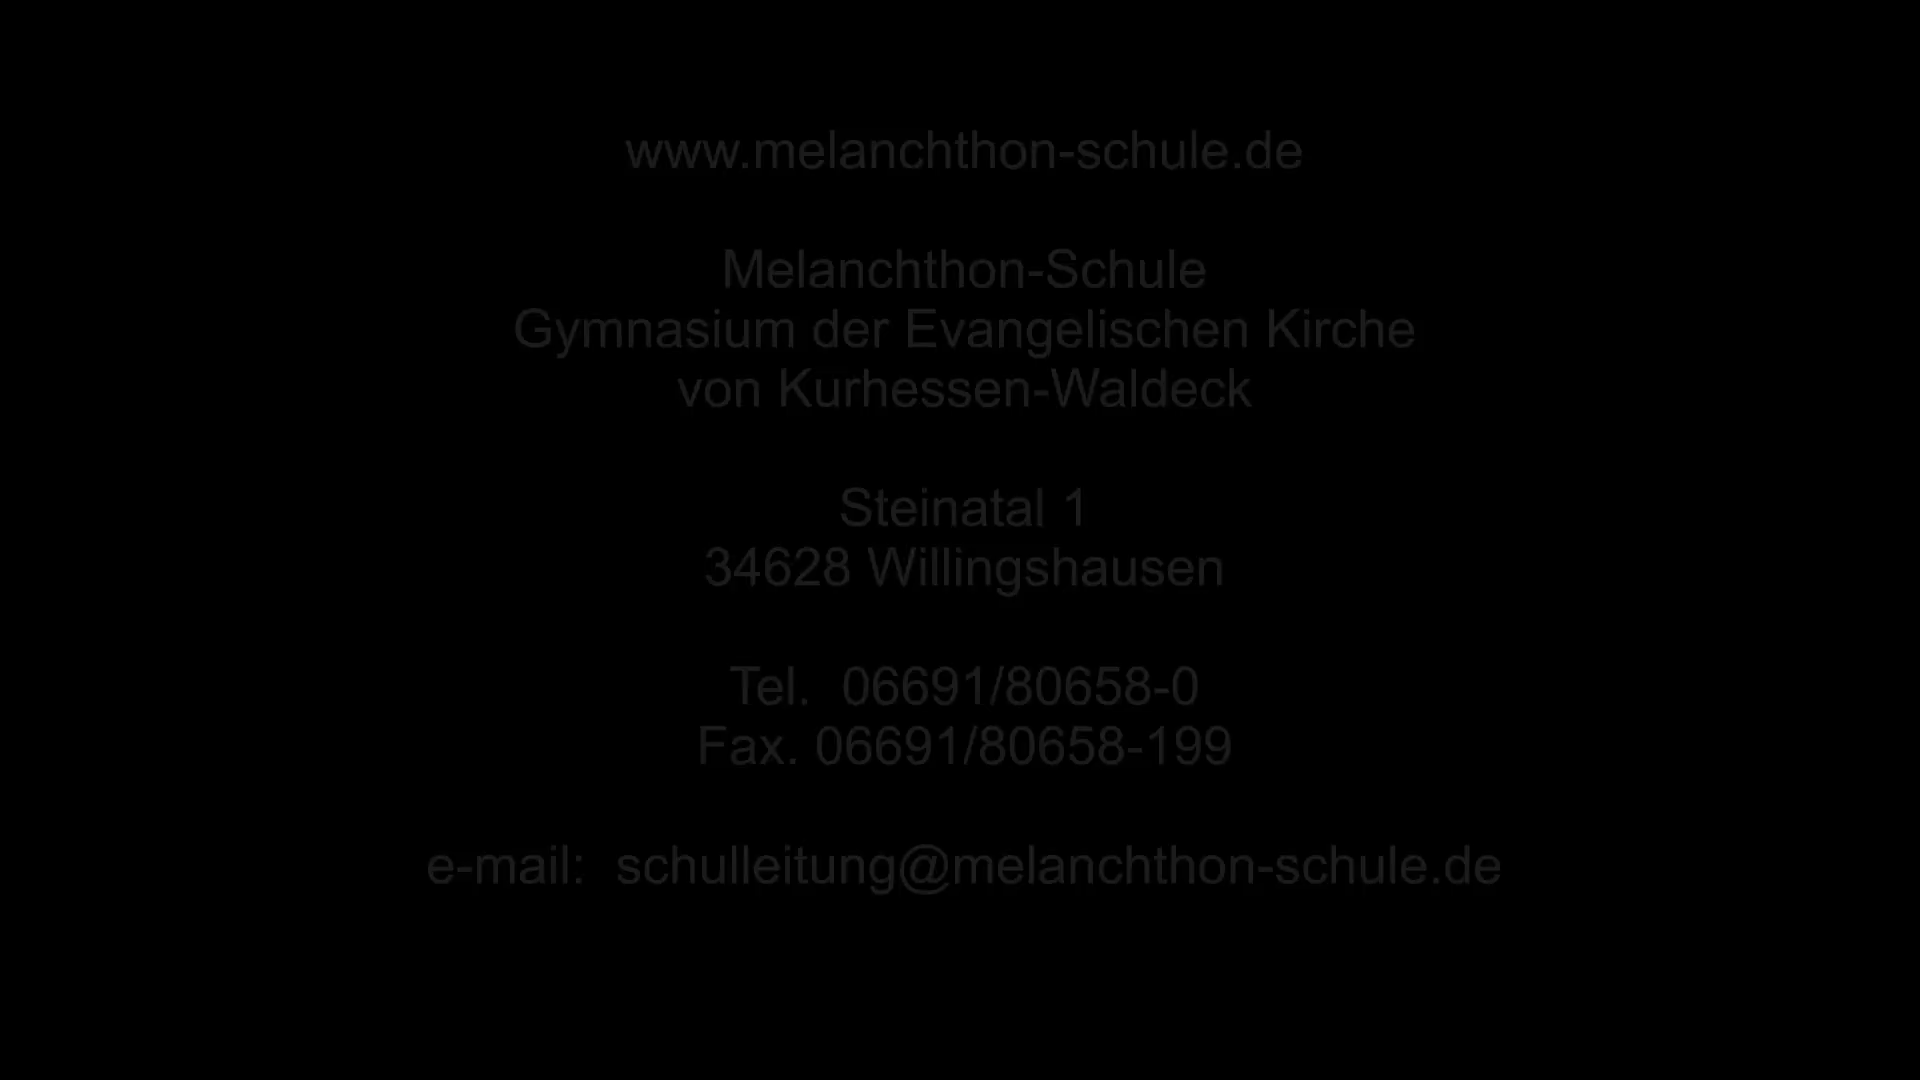 www.melanchthon-schule.de
Melanchthon-Schule
Gymnasium der Evangelischen Kirche
von Kurhessen-Waldeck
Steinatal 1
34628 Willingshausen
Tel.  06691/80658-0
Fax. 06691/80658-199
e-mail:  schulleitung@melanchthon-schule.de